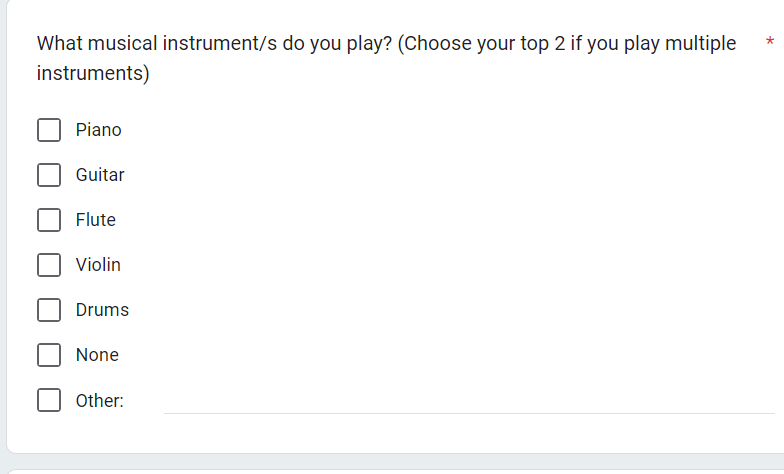 What musical instrument/s do you play? (Choose your top 2 if you play multiple *
instruments)
Piano
Guitar
Flute
Violin
Drums
None
Other: